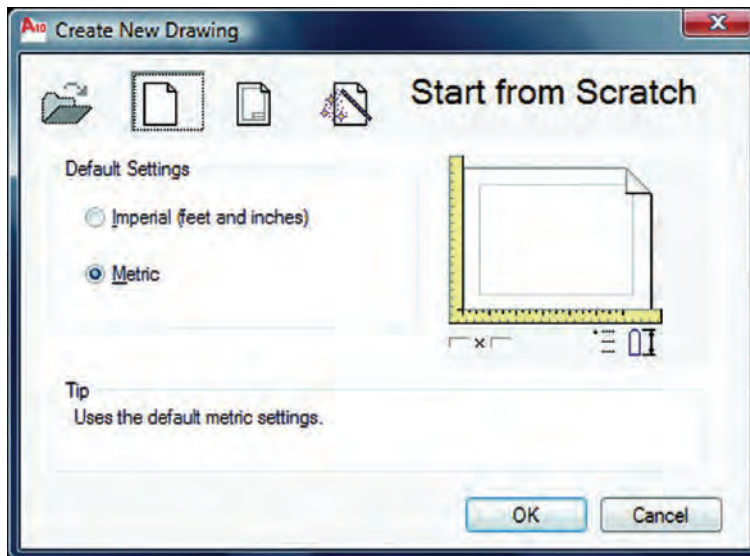 A10 Create New Drawing
Start from Scratch
Default Settings
Imperial (feet and inches)
Metric
Tip
Uses the default metric settings.
OK Cancel